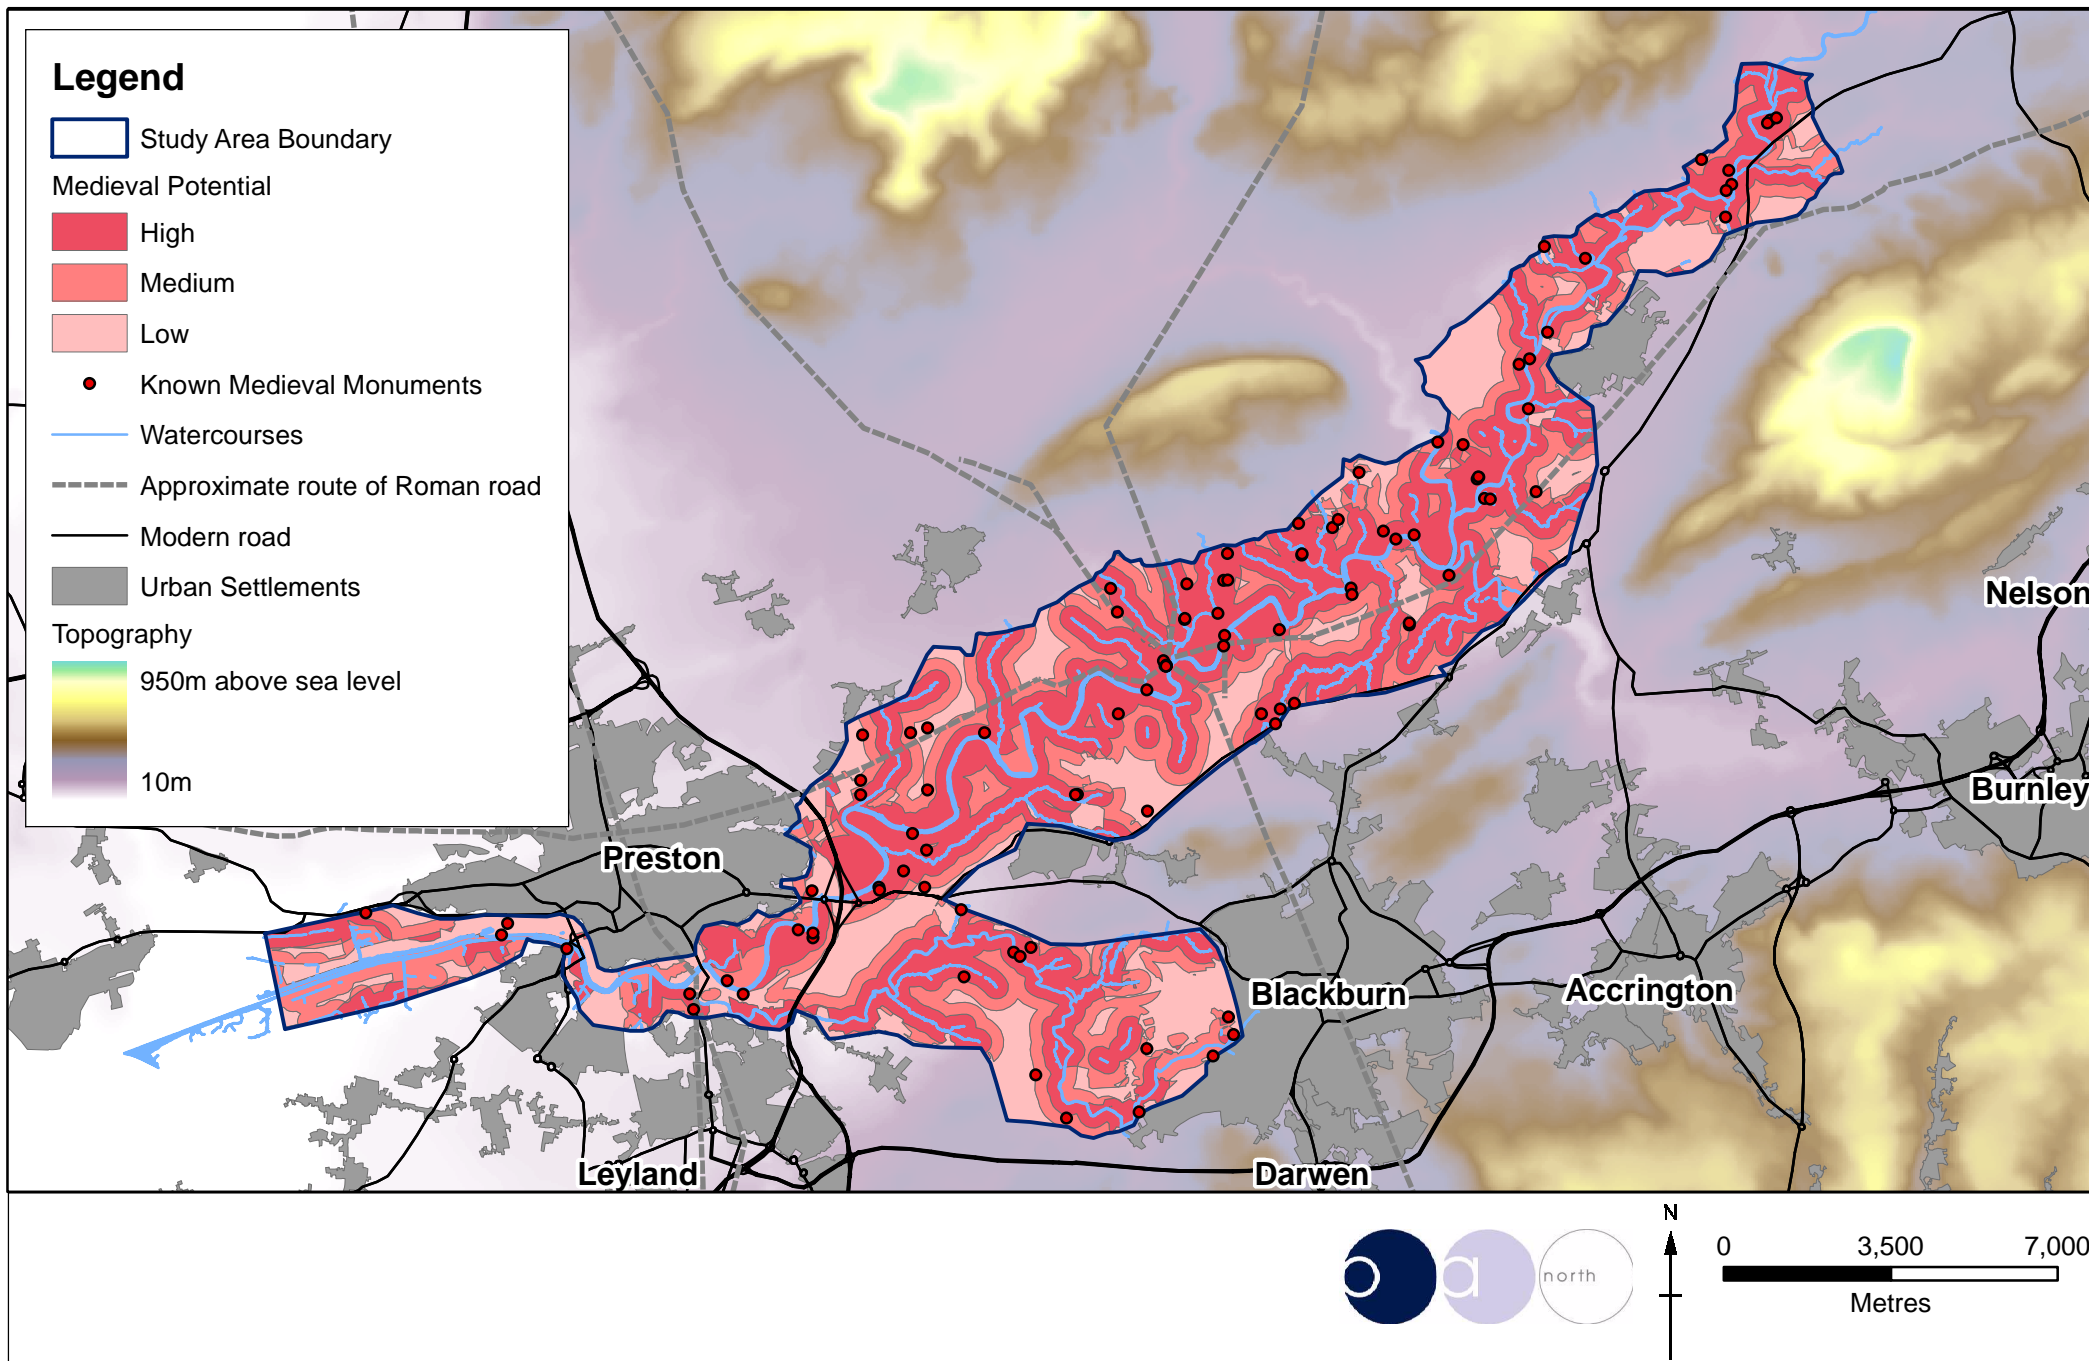 Legend
Study Area Boundary
Medieval Potential
High
Medium
Low
Known Medieval Monuments
Watercourses
Approximate route of Roman road
Modern road
Urban Settlements
Topography
950m above sea level
10m
Nelson
Burnley
Preston
Blackburn
Accrington
Leyland
Darwen
o a north
N
0 3,500 7,000
Metres